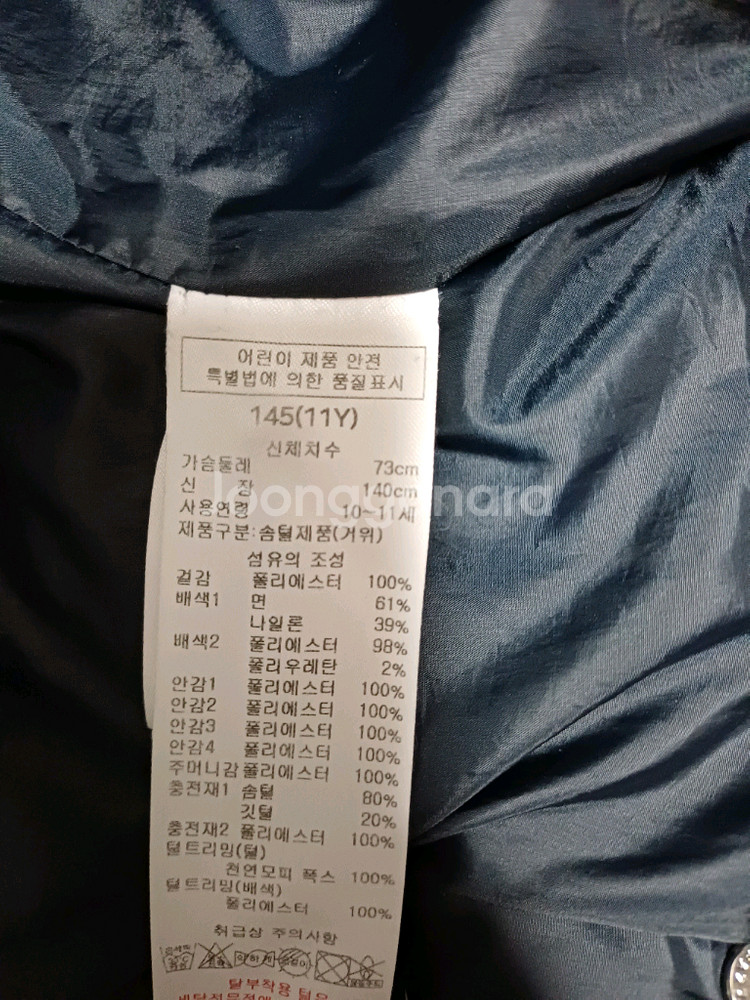 어린이 제품 안전
특별법에 의한 품질표시
145(11Y)
신체치수
가슴둘레 73cm
신 장 140cm
사용연령 10~11세
제품구분:솜털제품(거위)
섬유의 조성
겉감 폴리에스터 100%
배색1 면 61%
나일론 39%
배색2 폴리에스터 98%
폴리우레탄 2%
안감1 폴리에스터 100%
안감2 폴리에스터 100%
안감3 폴리에스터 100%
안감4 폴리에스터 100%
주머니감 폴리에스터 100%
충전재1 솜털 80%
깃털 20%
충전재2 폴리에스터 100%
털트리밍(털)
천연모피 폭스 100%
털트리밍(배색)
폴리에스터 100%
취급상 주의사항
탈부착용 털은